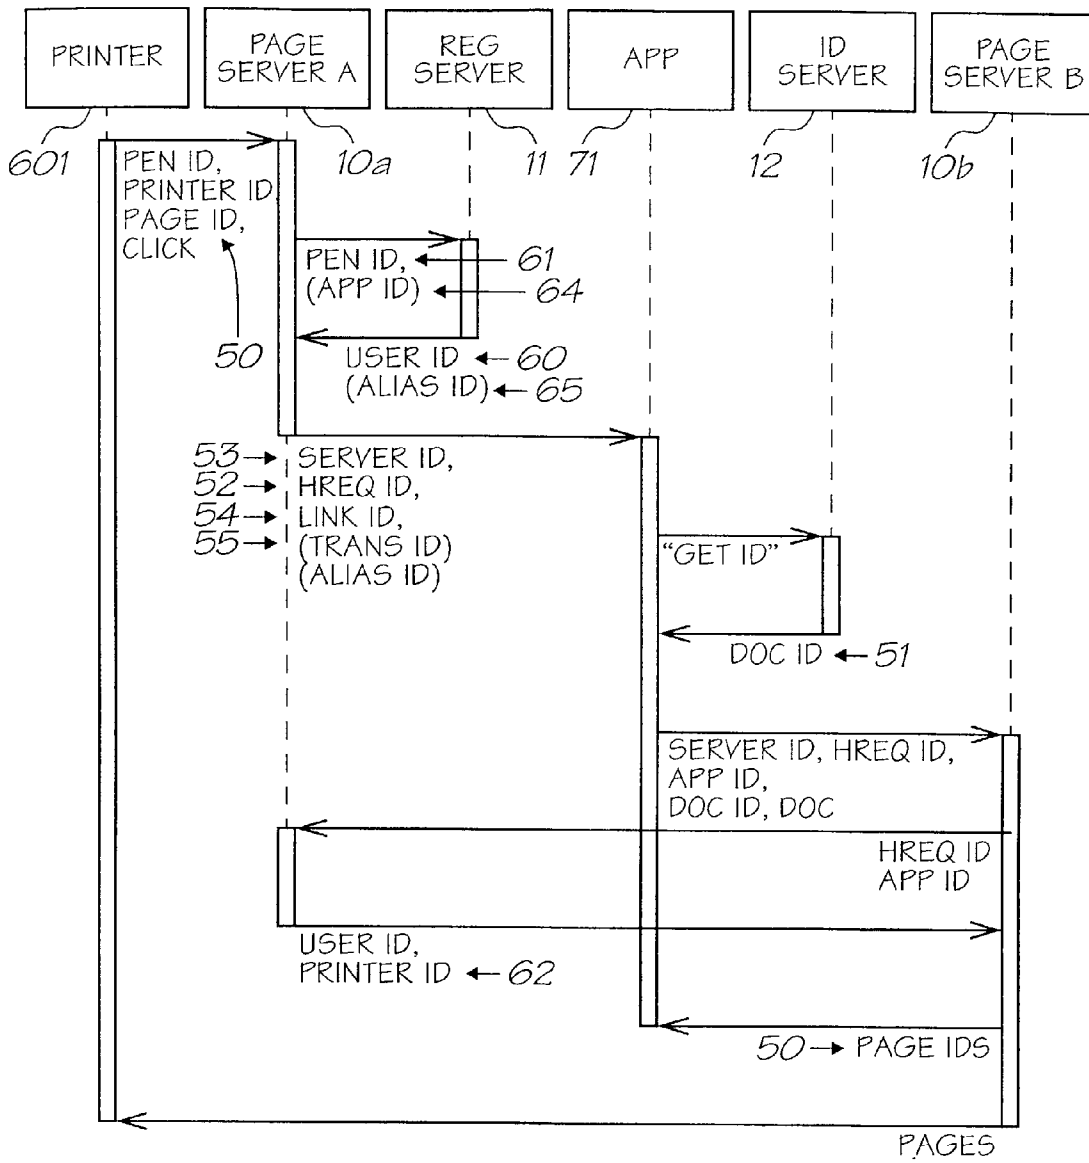 PRINTER
PAGE
SERVER A
REG
SERVER
APP
ID
SERVER
PAGE
SERVER B
601
10a
11
71
12
10b
PEN ID,
PRINTER ID
PAGE ID,
CLICK
50
PEN ID,
61
(APP ID)
64
USER ID
60
(ALIAS ID)
65
53
SERVER ID,
52
HREQ ID,
54
LINK ID,
55
(TRANS ID)
(ALIAS ID)
"GET ID"
DOC ID
51
SERVER ID, HREQ ID,
APP ID,
DOC ID, DOC
HREQ ID
APP ID
USER ID,
PRINTER ID
62
50
PAGE IDS
PAGES